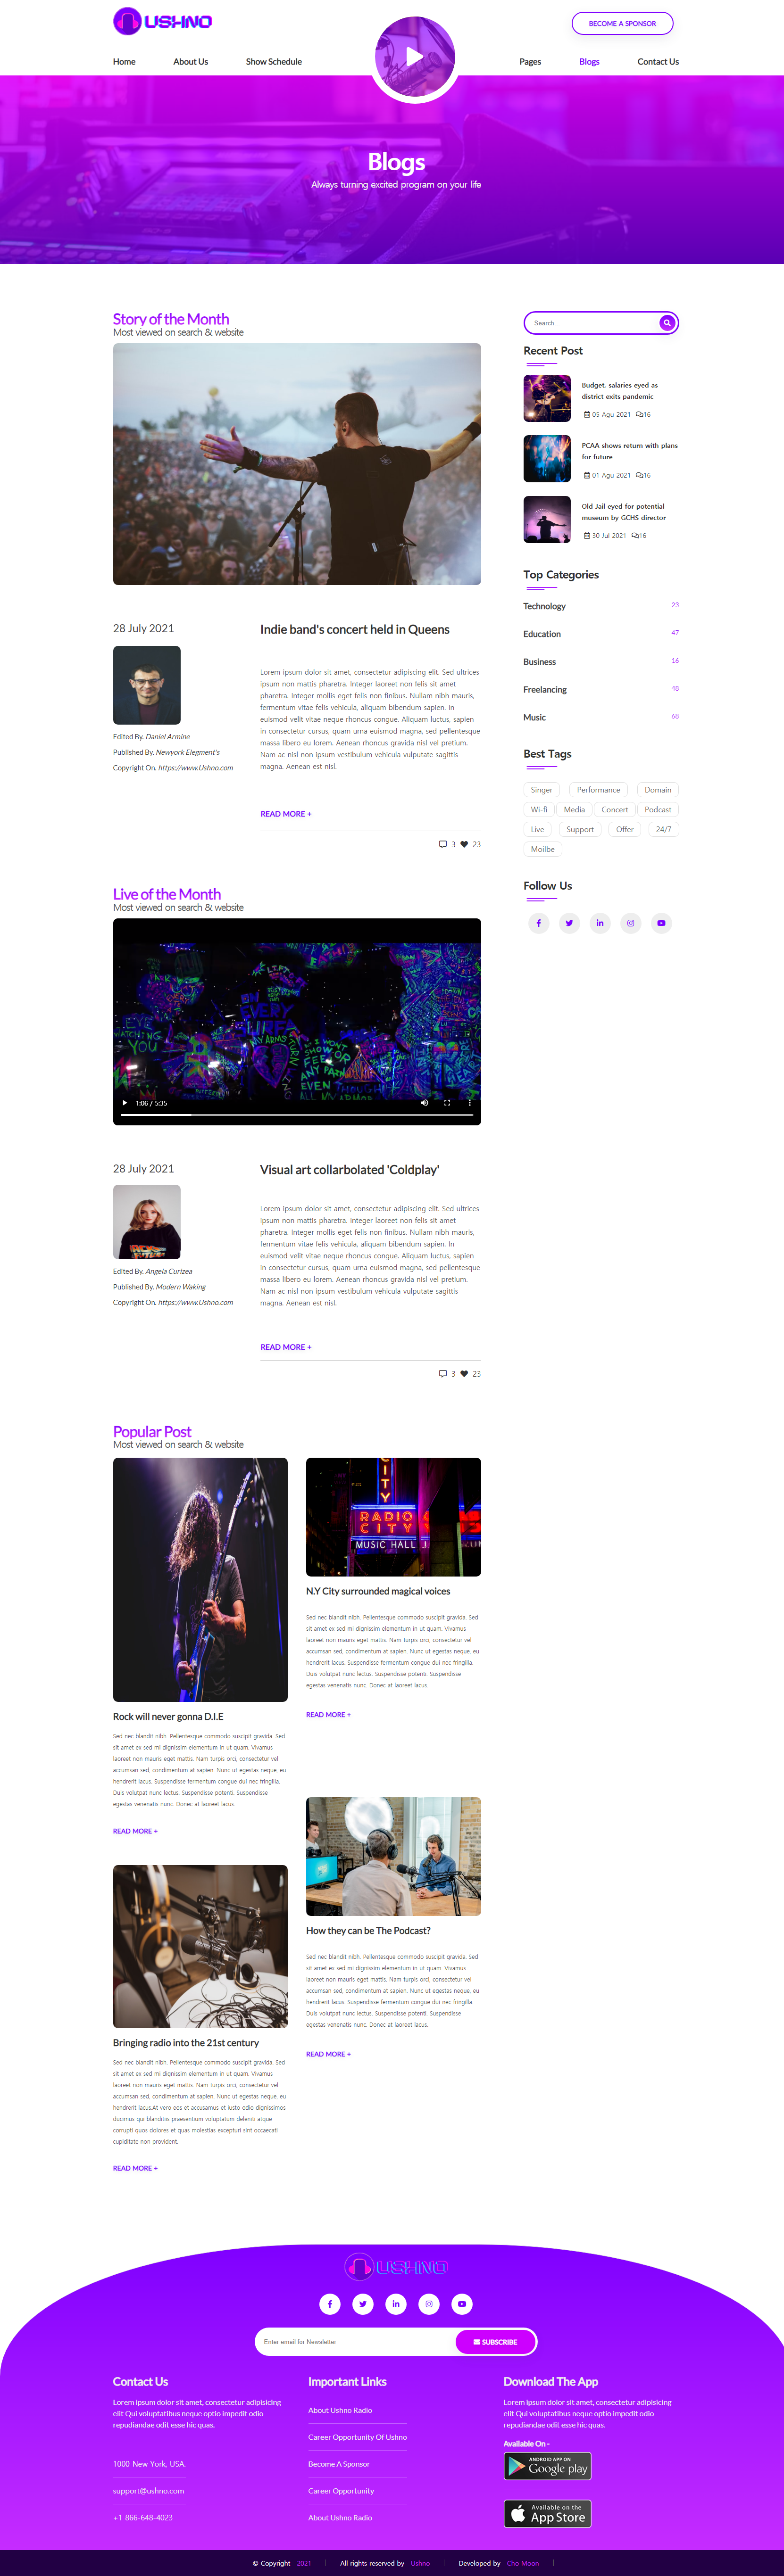 USHNO
BECOME A SPONSOR
Home
About Us
Show Schedule
Pages
Blogs
Contact Us
Blogs
Always turning excited program on your life
Story of the Month
Most viewed on search & website
28 July 2021
Edited By. Daniel Armine
Published By. Newyork Elegment's
Copyright On. https://www.Ushno.com
Indie band's concert held in Queens
Lorem ipsum dolor sit amet, consectetur adipiscing elit. Sed ultrices
ipsum non mattis pharetra. Integer laoreet non felis sit amet
pharetra. Integer mollis eget felis non finibus. Nullam nibh mauris,
fermentum vitae felis vehicula, aliquam bibendum sapien. In
euismod velit vitae neque rhoncus congue. Aliquam luctus, sapien
in consectetur cursus, quam urna euismod magna, sed pellentesque
massa libero eu lorem. Aenean rhoncus gravida nisl vel pretium.
Nam ac nisl non ipsum vestibulum vehicula vulputate sagittis
magna. Aenean est nisl.
READ MORE +
3 23
Live of the Month
Most viewed on search & website
1:06 / 5:35
28 July 2021
Edited By. Angela Curizea
Published By. Modern Waking
Copyright On. https://www.Ushno.com
Visual art collarbolated 'Coldplay'
Lorem ipsum dolor sit amet, consectetur adipiscing elit. Sed ultrices
ipsum non mattis pharetra. Integer laoreet non felis sit amet
pharetra. Integer mollis eget felis non finibus. Nullam nibh mauris,
fermentum vitae felis vehicula, aliquam bibendum sapien. In
euismod velit vitae neque rhoncus congue. Aliquam luctus, sapien
in consectetur cursus, quam urna euismod magna, sed pellentesque
massa libero eu lorem. Aenean rhoncus gravida nisl vel pretium.
Nam ac nisl non ipsum vestibulum vehicula vulputate sagittis
magna. Aenean est nisl.
READ MORE +
3 23
Popular Post
Most viewed on search & website
Rock will never gonna D.I.E
Sed nec blandit nibh. Pellentesque commodo suscipit gravida. Sed
sit amet ex sed mi dignissim elementum in ut quam. Vivamus
laoreet non mauris eget mattis. Nam turpis orci, consectetur vel
accumsan sed, condimentum at sapien. Nunc ut egestas neque, eu
hendrerit lacus. Suspendisse fermentum congue dui nec fringilla.
Duis volutpat nunc lectus. Suspendisse potenti. Suspendisse
egestas venenatis nunc. Donec at laoreet lacus.
READ MORE +
Bringing radio into the 21st century
Sed nec blandit nibh. Pellentesque commodo suscipit gravida. Sed
sit amet ex sed mi dignissim elementum in ut quam. Vivamus
laoreet non mauris eget mattis. Nam turpis orci, consectetur vel
accumsan sed, condimentum at sapien. Nunc ut egestas neque, eu
hendrerit lacus.At vero eos et accusamus et iusto odio dignissimos
ducimus qui blanditiis praesentium voluptatum deleniti atque
corrupti quos dolores et quas molestias excepturi sint occaecati
cupiditate non provident.
READ MORE +
CITY
RADIO
CITY
MUSIC HALL
N.Y City surrounded magical voices
Sed nec blandit nibh. Pellentesque commodo suscipit gravida. Sed
sit amet ex sed mi dignissim elementum in ut quam. Vivamus
laoreet non mauris eget mattis. Nam turpis orci, consectetur vel
accumsan sed, condimentum at sapien. Nunc ut egestas neque, eu
hendrerit lacus. Suspendisse fermentum congue dui nec fringilla.
Duis volutpat nunc lectus. Suspendisse potenti. Suspendisse
egestas venenatis nunc. Donec at laoreet lacus.
READ MORE +
How they can be The Podcast?
Sed nec blandit nibh. Pellentesque commodo suscipit gravida. Sed
sit amet ex sed mi dignissim elementum in ut quam. Vivamus
laoreet non mauris eget mattis. Nam turpis orci, consectetur vel
accumsan sed, condimentum at sapien. Nunc ut egestas neque, eu
hendrerit lacus. Suspendisse fermentum congue dui nec fringilla.
Duis volutpat nunc lectus. Suspendisse potenti. Suspendisse
egestas venenatis nunc. Donec at laoreet lacus.
READ MORE +
Search...
Recent Post
Budget, salaries eyed as
district exits pandemic
05 Agu 2021 16
PCAA shows return with plans
for future
01 Agu 2021 16
Old Jail eyed for potential
museum by GCHS director
30 Jul 2021 16
Top Categories
Technology 23
Education 47
Business 16
Freelancing 48
Music 68
Best Tags
Singer Performance Domain
Wi-fi Media Concert Podcast
Live Support Offer 24/7
Moilbe
Follow Us
USHNO
Enter email for Newsletter
SUBSCRIBE
Contact Us
Lorem ipsum dolor sit amet, consectetur adipisicing
elit Qui voluptatibus neque optio impedit odio
repudiandae odit esse hic quas.
1000 New York, USA.
support@ushno.com
+1 866-648-4023
Important Links
About Ushno Radio
Career Opportunity Of Ushno
Become A Sponsor
Career Opportunity
About Ushno Radio
Download The App
Lorem ipsum dolor sit amet, consectetur adipisicing
elit Qui voluptatibus neque optio impedit odio
repudiandae odit esse hic quas.
Available On -
ANDROID APP ON
Google play
Available on the
App Store
© Copyright 2021 | All rights reserved by Ushno | Developed by Cho Moon |